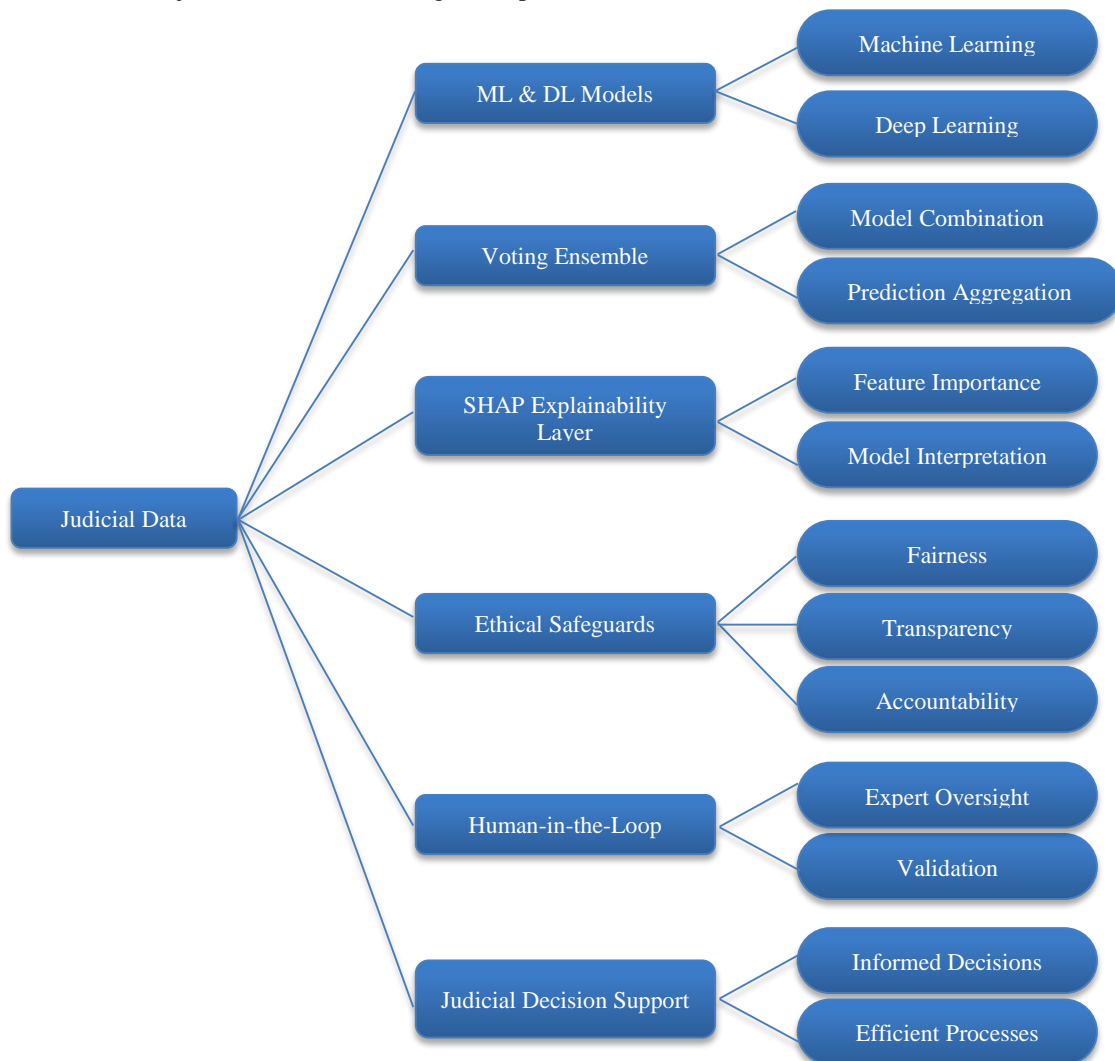 Machine Learning
ML & DL Models
Deep Learning
Model Combination
Voting Ensemble
Prediction Aggregation
Feature Importance
SHAP Explainability
Layer
Model Interpretation
Judicial Data
Fairness
Ethical Safeguards
Transparency
Accountability
Expert Oversight
Human-in-the-Loop
Validation
Informed Decisions
Judicial Decision Support
Efficient Processes